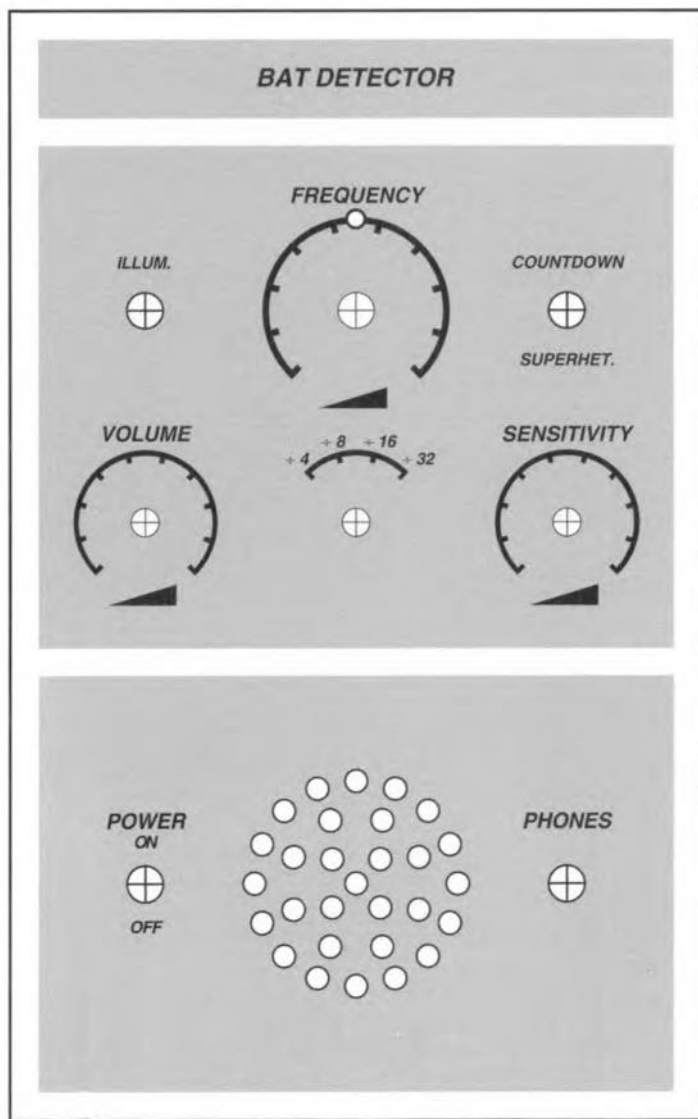 BAT DETECTOR
FREQUENCY
ILLUM.
COUNTDOWN
SUPERHET.
VOLUME
÷ 4
÷ 8
÷ 16
÷ 32
SENSITIVITY
POWER
ON
OFF
PHONES